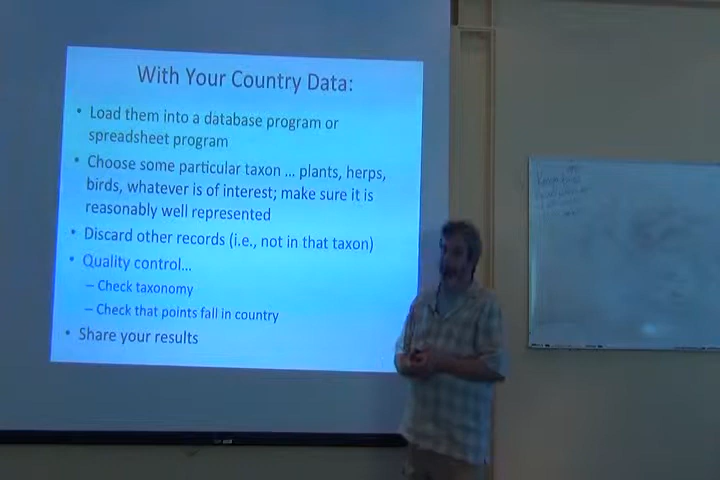 With Your Country Data:
• Load them into a database program or
spreadsheet program
• Choose some particular taxon ... plants, herps,
birds, whatever is of interest; make sure it is
reasonably well represented
• Discard other records (i.e., not in that taxon)
• Quality control...
– Check taxonomy
– Check that points fall in country
• Share your results